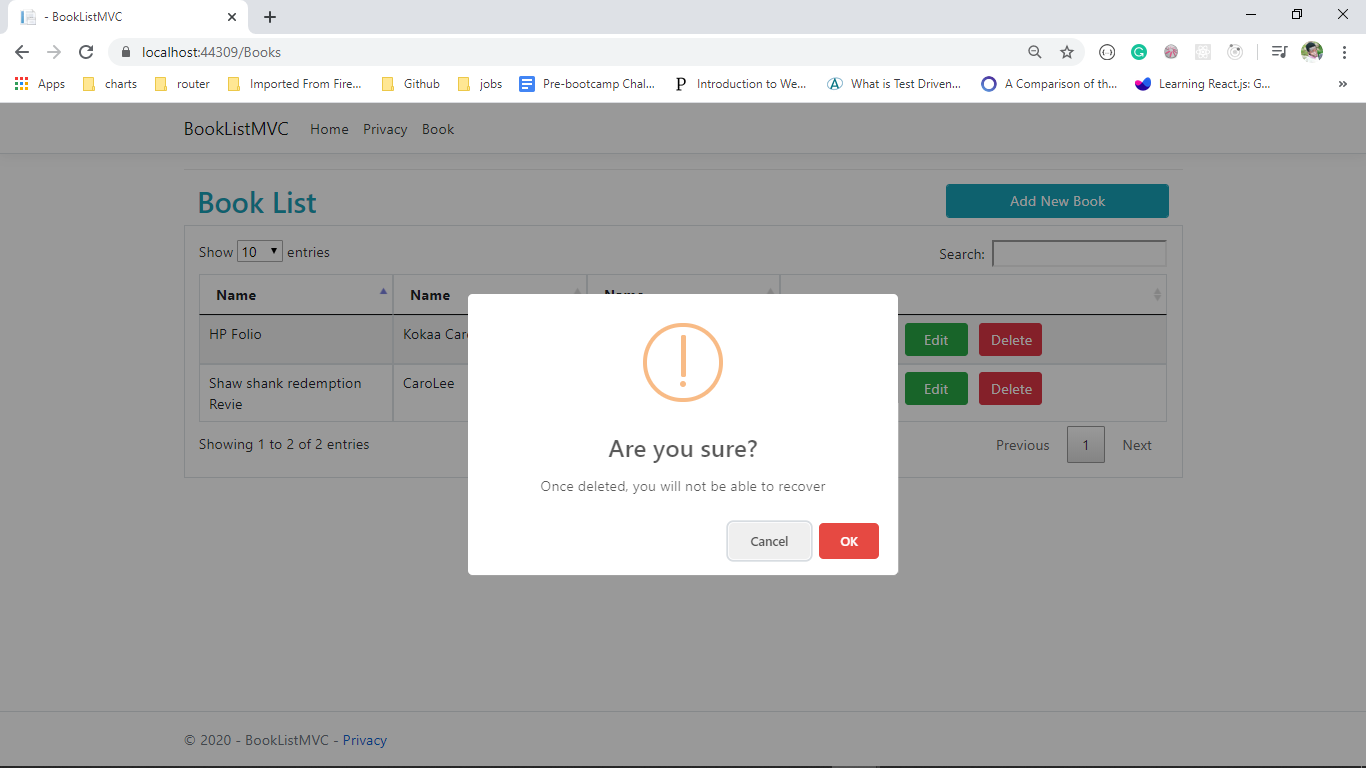 - BookListMVC
localhost:44309/Books
Apps charts router Imported From Fire... Github jobs Pre-bootcamp Chal... Introduction to We... What is Test Driven... A Comparison of th... Learning React.js: G... »
BookListMVC Home Privacy Book
Book List Add New Book
Show 10 entries Search:
Name Name Name
HP Folio Kokaa Car Edit Delete
Shaw shank redemption CaroLee Edit Delete
Revie
Showing 1 to 2 of 2 entries Previous 1 Next
Are you sure?
Once deleted, you will not be able to recover
Cancel OK
© 2020 - BookListMVC - Privacy